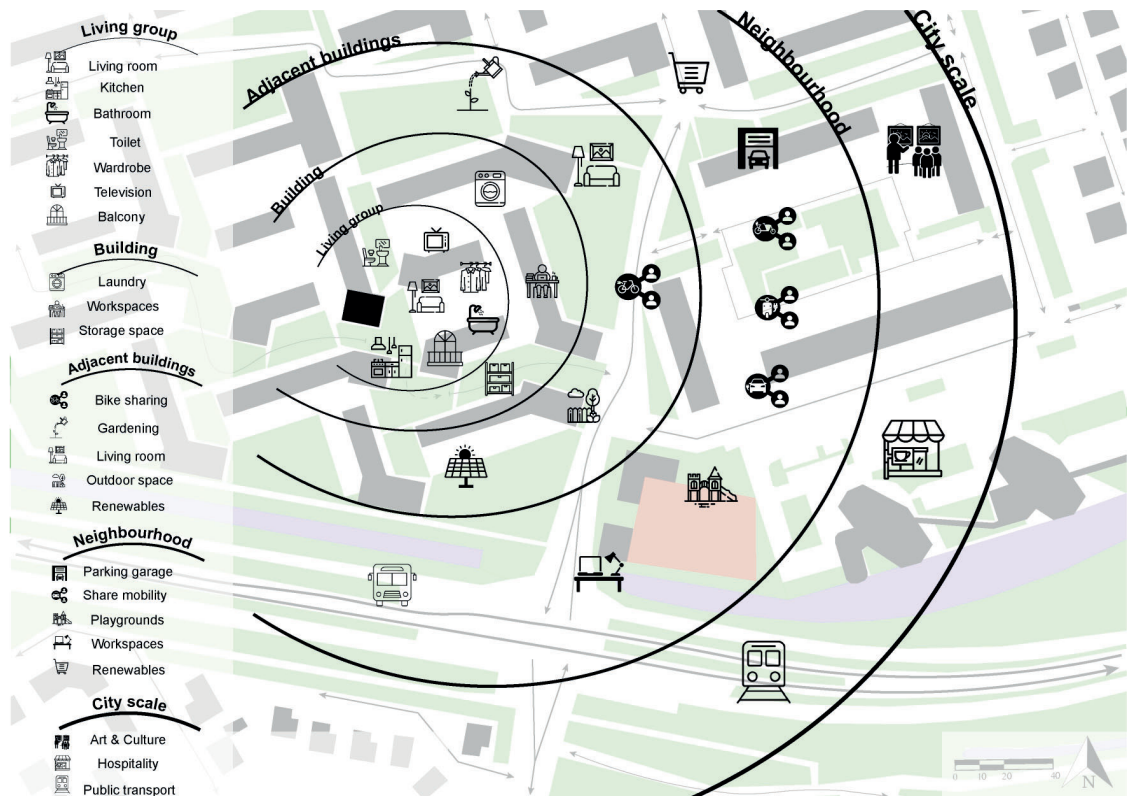 Living group
Living room
Kitchen
Bathroom
Toilet
Wardrobe
Television
Balcony
Building
Laundry
Workspaces
Storage space
Adjacent buildings
Bike sharing
Gardening
Living room
Outdoor space
Renewables
Neighbourhood
Parking garage
Share mobility
Playgrounds
Workspaces
Renewables
City scale
Art & Culture
Hospitality
Public transport
Adjacent buildings
Building
Living group
Neighbourhood
City scale
0 10 20 40
N